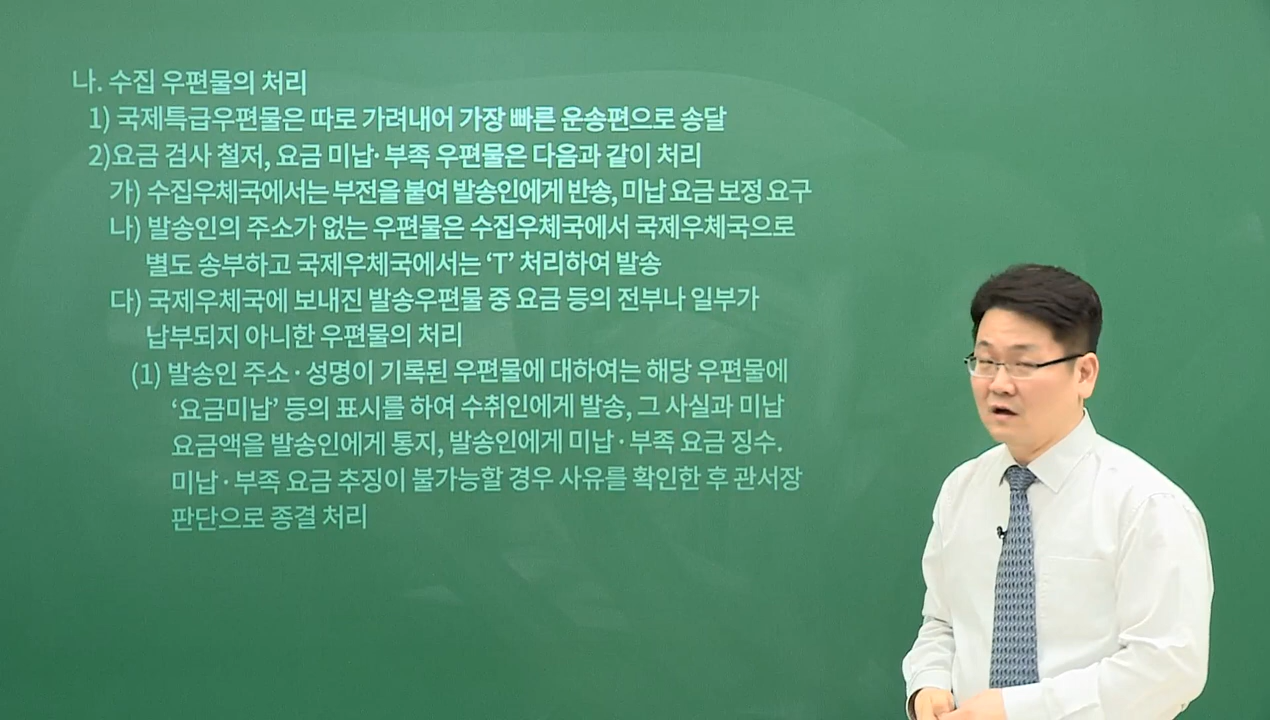 나. 수집 우편물의 처리
1) 국제특급우편물은 따로 가려내어 가장 빠른 운송편으로 송달
2)요금 검사 철저, 요금 미납· 부족 우편물은 다음과 같이 처리
가) 수집우체국에서는 부전을 붙여 발송인에게 반송, 미납 요금 보정 요구
나) 발송인의 주소가 없는 우편물은 수집우체국에서 국제우체국으로
별도 송부하고 국제우체국에서는 ‘T’ 처리하여 발송
다) 국제우체국에 보내진 발송우편물 중 요금 등의 전부나 일부가
납부되지 아니한 우편물의 처리
(1) 발송인 주소 · 성명이 기록된 우편물에 대하여는 해당 우편물에
‘요금미납’ 등의 표시를 하여 수취인에게 발송, 그 사실과 미납
요금액을 발송인에게 통지, 발송인에게 미납 · 부족 요금 징수.
미납 · 부족 요금 추징이 불가능할 경우 사유를 확인한 후 관서장
판단으로 종결 처리